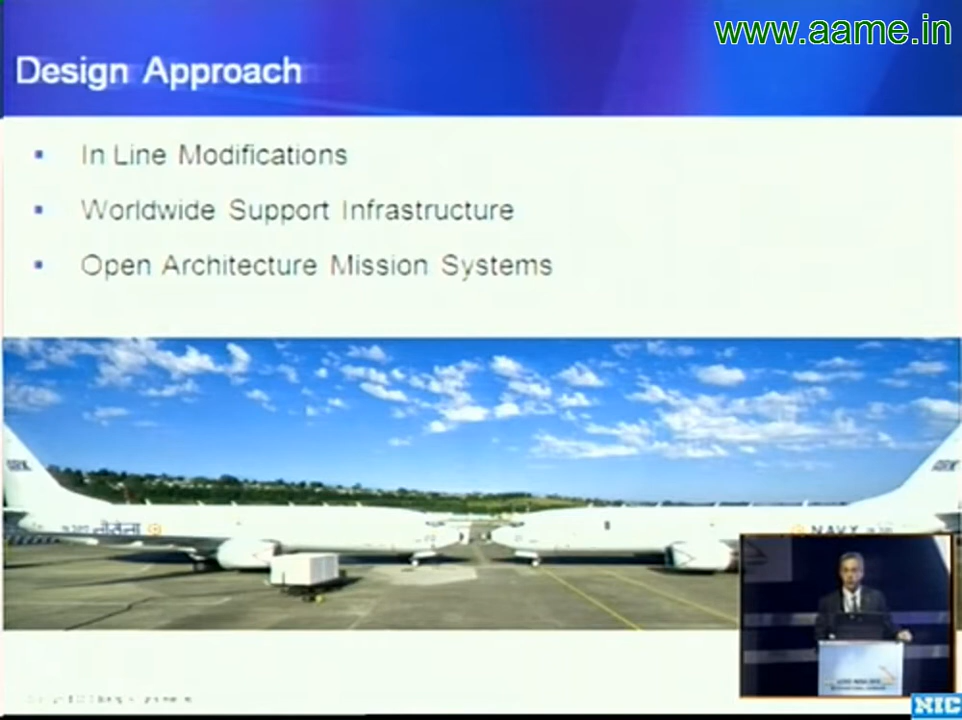 www.aame.in
Design Approach
In Line Modifications
Worldwide Support Infrastructure
Open Architecture Mission Systems
नौसेना
NAVY
NIC